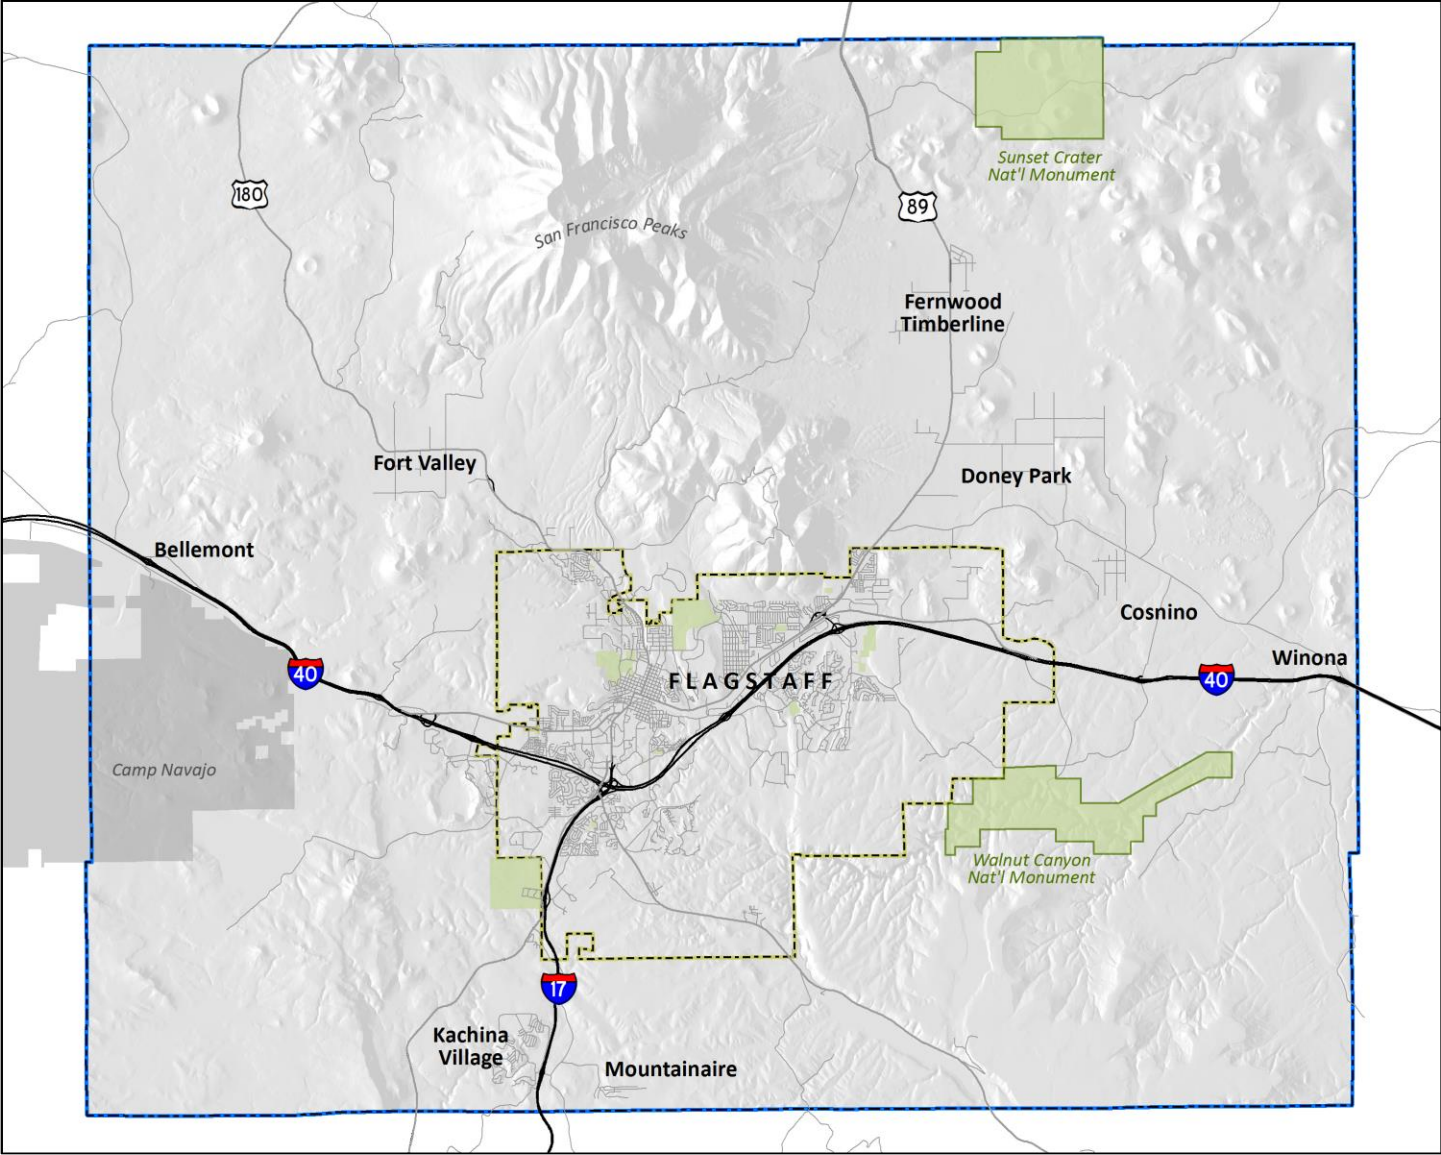 180
89
Sunset Crater
Nat'l Monument
San Francisco Peaks
Fernwood
Timberline
Fort Valley
Doney Park
Bellemont
Cosnino
Winona
40
FLAGSTAFF
40
Camp Navajo
Walnut Canyon
Nat'l Monument
17
Kachina
Village
Mountainaire